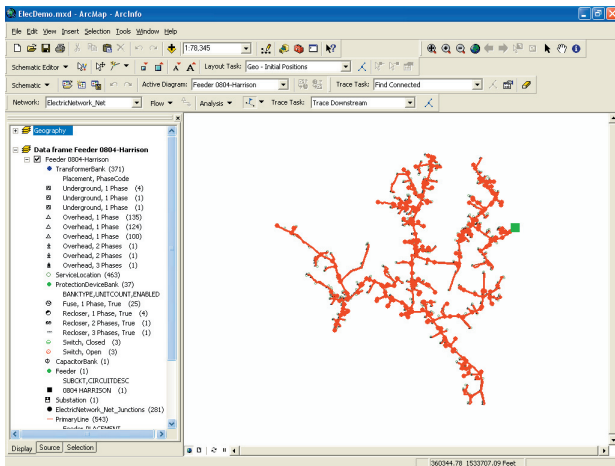 ElecDemo.mxd - ArcMap - ArcInfo
File Edit View Insert Selection Tools Window Help
1:78,345
Schematic Editor Layout Task: Geo - Initial Positions
Schematic Active Diagram: Feeder 0804-Harrison Trace Task: Find Connected
Network: ElectricNetwork_Net Flow Analysis Trace Task: Trace Downstream
Geography
Data frame Feeder 0804-Harrison
Feeder 0804-Harrison
TransformerBank (371)
Placement, PhaseCode
Underground, 1 Phase (4)
Underground, 1 Phase (1)
Underground, 1 Phase (1)
Overhead, 1 Phase (135)
Overhead, 1 Phase (124)
Overhead, 1 Phase (100)
Overhead, 2 Phases (1)
Overhead, 2 Phases (1)
Overhead, 3 Phases (1)
ServiceLocation (463)
ProtectionDeviceBank (37)
BANKTYPE,UNITCOUNT,ENABLED
Fuse, 1 Phase, True (25)
Recloser, 1 Phase, True (4)
Recloser, 2 Phases, True (1)
Recloser, 3 Phases, True (1)
Switch, Closed (3)
Switch, Open (3)
CapacitorBank (1)
Feeder (1)
SUBCKT,CIRCUITDESC
0804 HARRISON (1)
Substation (1)
ElectricNetwork_Net_Junctions (281)
PrimaryLine (543)
Feeder PLACEMENT
Display Source Selection
360344.78 1533707.09 Feet